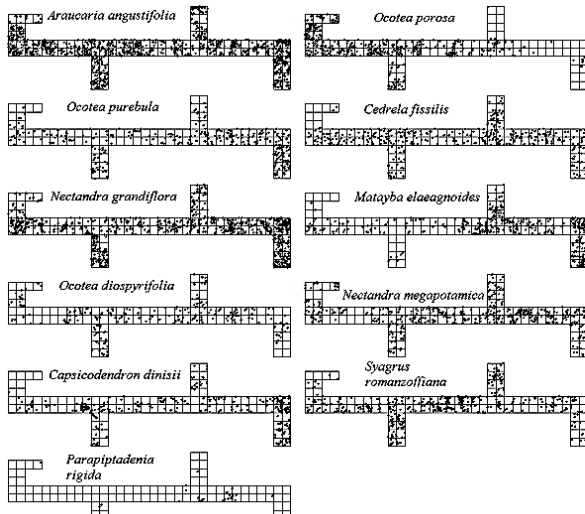 Araucaria angustifolia
Ocotea porosa
Ocotea purebula
Cedrela fissilis
Nectandra grandiflora
Matayba elaeagnoides
Ocotea diospyrifolia
Nectandra megapotamica
Capsicodendron dinisii
Syagrus
romanzoffiana
Parapiptadenia
rigida